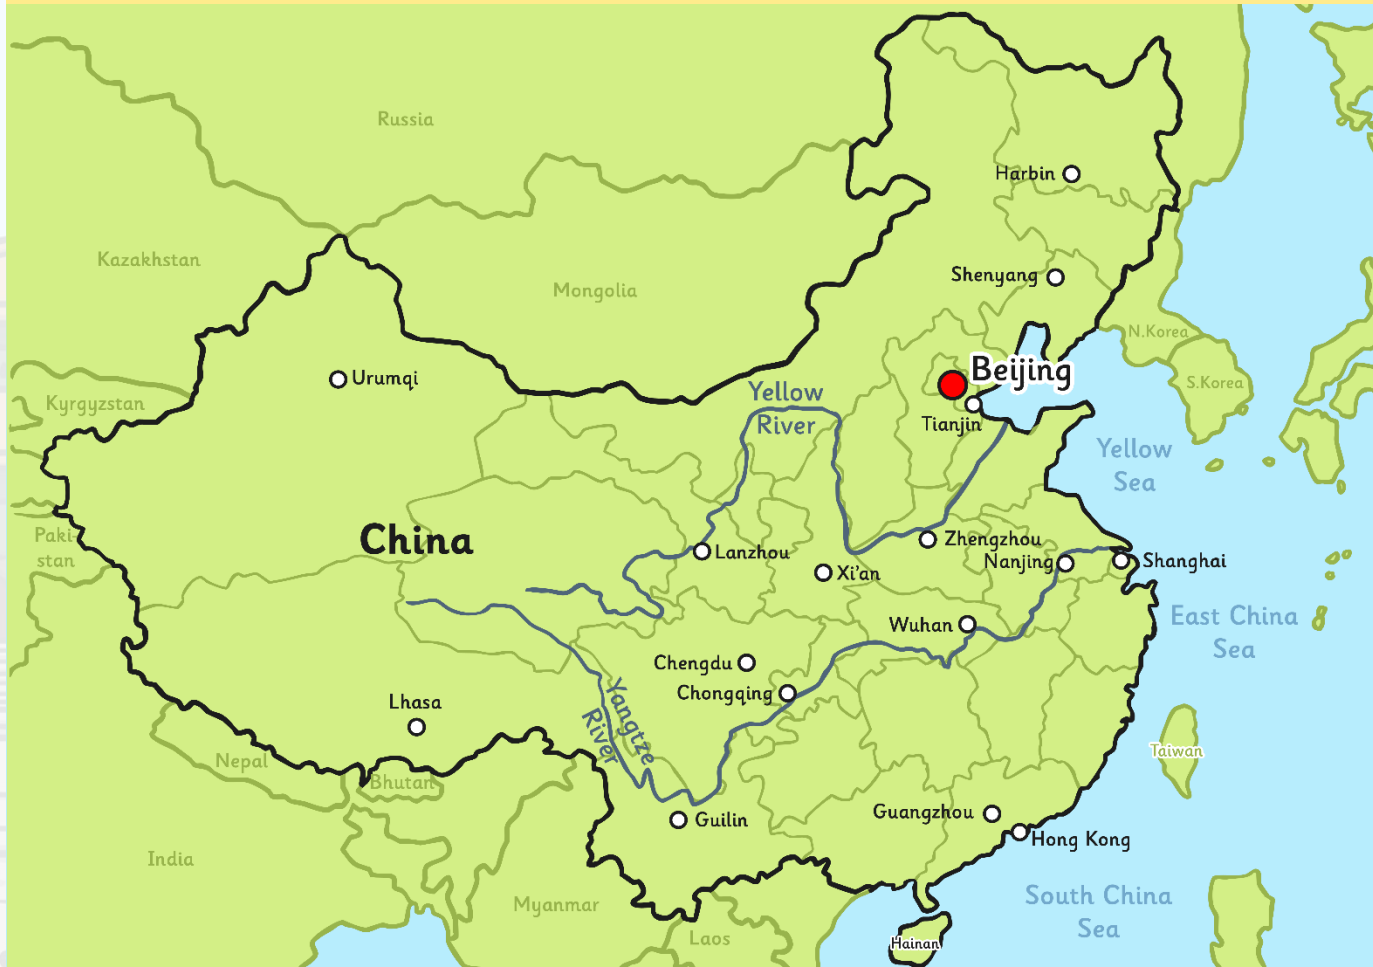 Russia
Harbin
Kazakhstan
Mongolia
Shenyang
N.Korea
Beijing
Urumqi
S.Korea
Kyrgyzstan
Yellow
River
Tianjin
Yellow
Sea
Paki-
stan
China
Lanzhou
Zhengzhou
Nanjing
Shanghai
Xi'an
Wuhan
East China
Sea
Chengdu
Chongqing
Lhasa
Yangtze
River
Nepal
Bhutan
Taiwan
Guilin
Guangzhou
Hong Kong
India
Myanmar
South China
Sea
Laos
Hainan